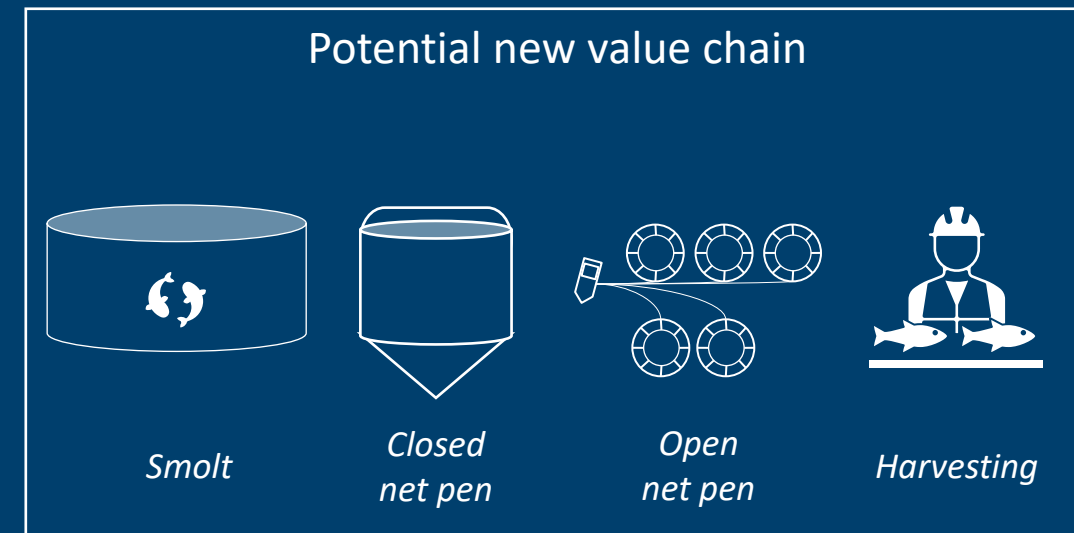 Potential new value chain
Smolt
Closed
net pen
Open
net pen
Harvesting